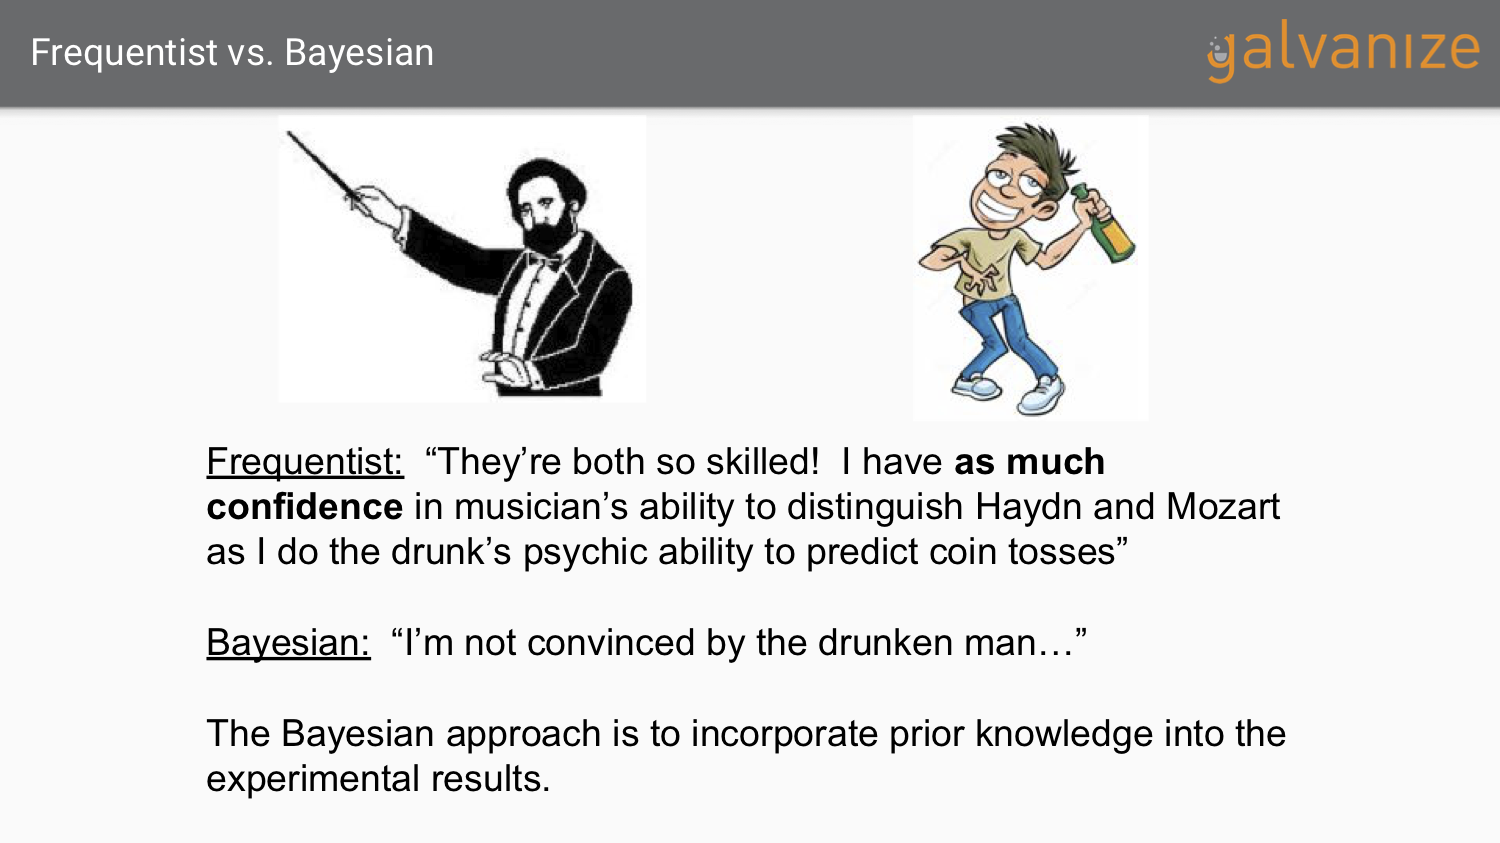 Frequentist vs. Bayesian
galvanize
Frequentist:  “They’re both so skilled!  I have as much
confidence in musician’s ability to distinguish Haydn and Mozart
as I do the drunk’s psychic ability to predict coin tosses”
Bayesian:  “I’m not convinced by the drunken man…”
The Bayesian approach is to incorporate prior knowledge into the
experimental results.